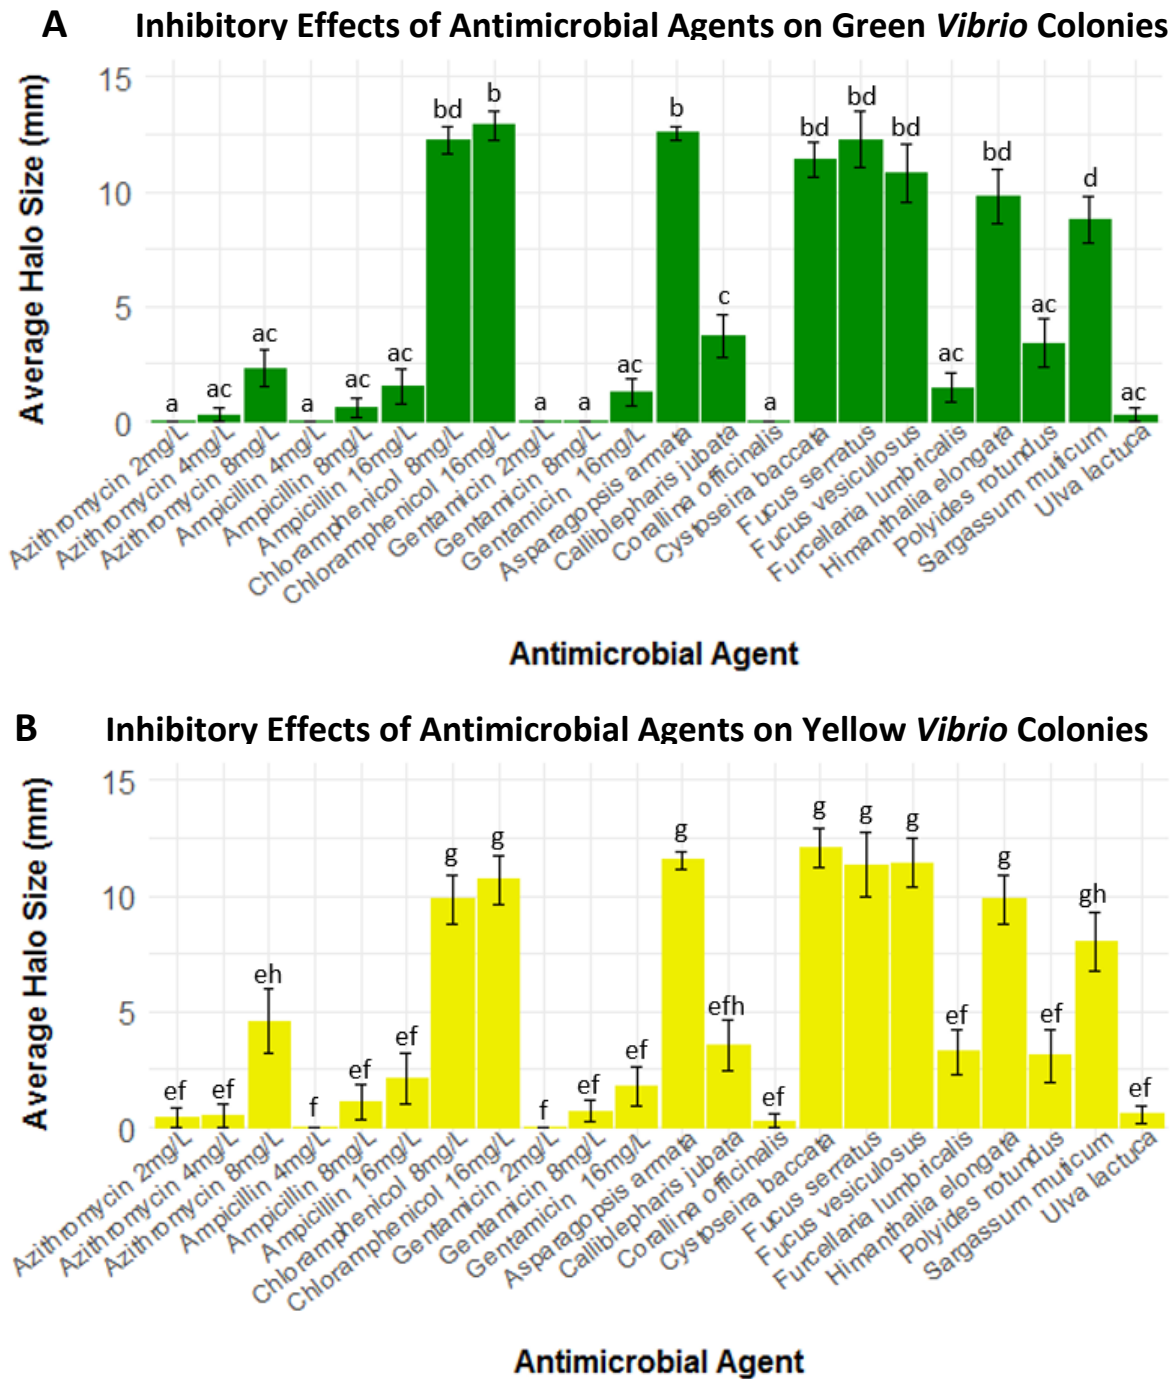 A Inhibitory Effects of Antimicrobial Agents on Green Vibrio Colonies
Average Halo Size (mm)
15
10
5
0
a
ac
ac
a
ac
ac
bd
b
a
a
ac
b
c
a
bd
bd
bd
ac
bd
ac
d
ac
Azithromycin 2mg/L
Azithromycin 4mg/L
Azithromycin 8mg/L
Ampicillin 4mg/L
Ampicillin 8mg/L
Ampicillin 16mg/L
Chloramphenicol 8mg/L
Chloramphenicol 16mg/L
Gentamicin 2mg/L
Gentamicin 8mg/L
Gentamicin 16mg/L
Asparagopsis armata
Calliblepharis jubata
Corallina officinalis
Cystoseira baccata
Fucus serratus
Fucus vesiculosus
Furcellaria lumbricalis
Himanthalia elongata
Polyides rotundus
Sargassum muticum
Ulva lactuca
Antimicrobial Agent
B Inhibitory Effects of Antimicrobial Agents on Yellow Vibrio Colonies
Average Halo Size (mm)
15
10
5
0
ef
ef
eh
f
ef
ef
g
g
f
ef
ef
g
efh
ef
g
g
g
ef
g
ef
gh
ef
Azithromycin 2mg/L
Azithromycin 4mg/L
Azithromycin 8mg/L
Ampicillin 4mg/L
Ampicillin 8mg/L
Ampicillin 16mg/L
Chloramphenicol 8mg/L
Chloramphenicol 16mg/L
Gentamicin 2mg/L
Gentamicin 8mg/L
Gentamicin 16mg/L
Asparagopsis armata
Calliblepharis jubata
Corallina officinalis
Cystoseira baccata
Fucus serratus
Fucus vesiculosus
Furcellaria lumbricalis
Himanthalia elongata
Polyides rotundus
Sargassum muticum
Ulva lactuca
Antimicrobial Agent